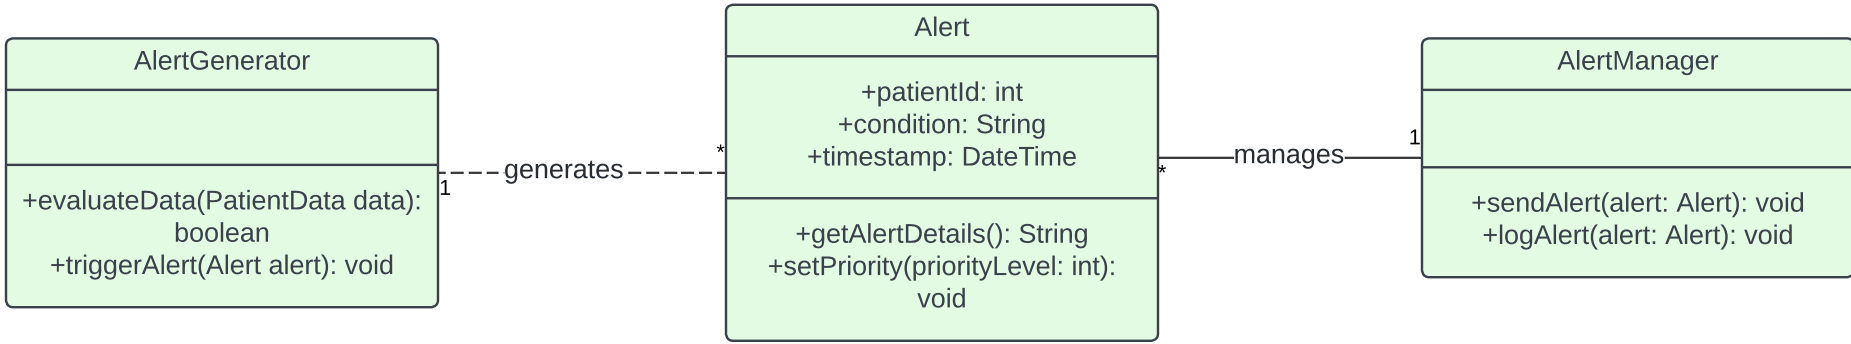 AlertGenerator
+evaluateData(PatientData data):
boolean
+triggerAlert(Alert alert): void
1
generates
*
Alert
+patientId: int
+condition: String
+timestamp: DateTime
+getAlertDetails(): String
+setPriority(priorityLevel: int):
void
*
manages
1
AlertManager
+sendAlert(alert: Alert): void
+logAlert(alert: Alert): void